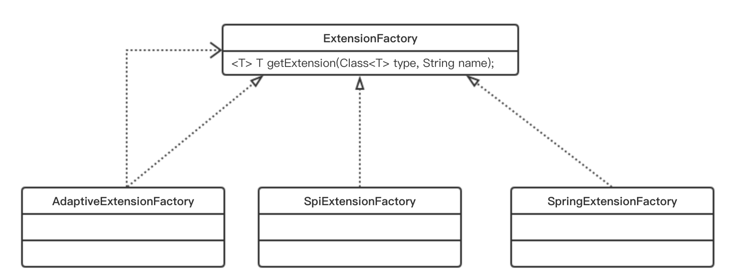 ExtensionFactory
<T> T getExtension(Class<T> type, String name);
AdaptiveExtensionFactory
SpiExtensionFactory
SpringExtensionFactory